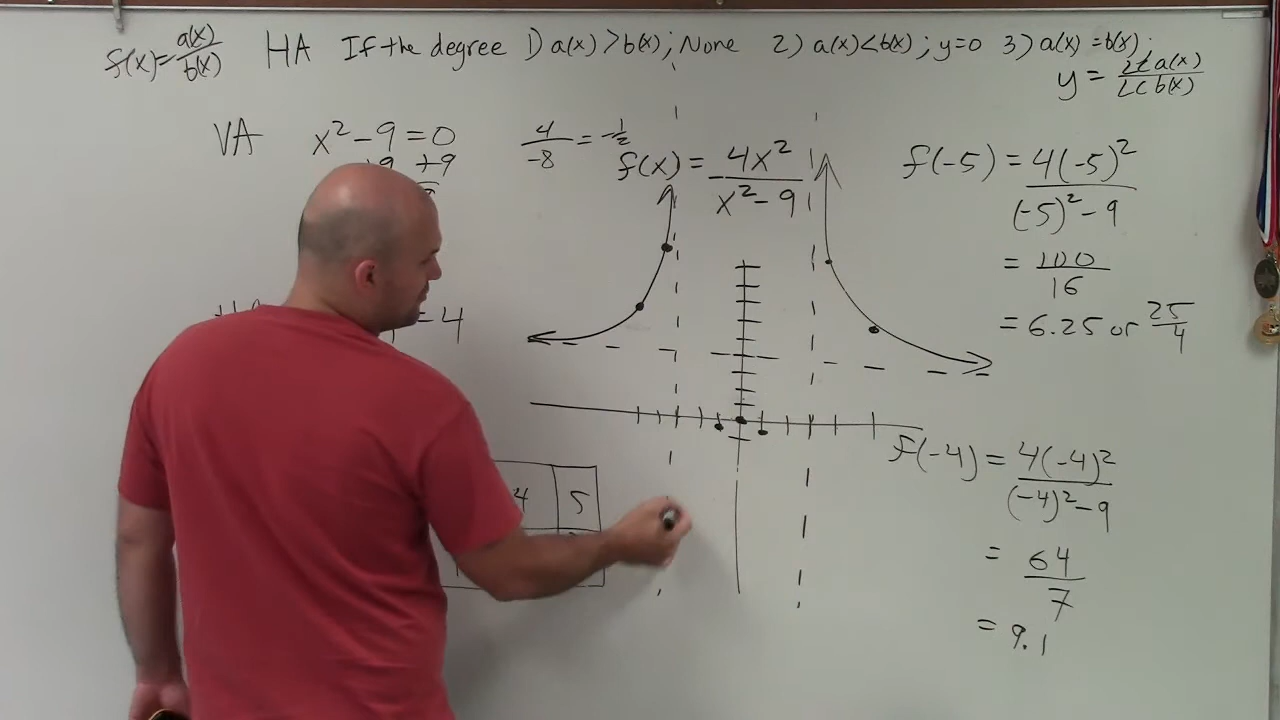 f(x) = a(x)/b(x) HA If the degree 1) a(x) > b(x); None 2) a(x) < b(x); y=0 3) a(x) = b(x);
y = LC a(x)/LC b(x)
VA x² - 9 = 0
+9 +9
4/-8 = -1/2
f(x) = 4x²/x² - 9
= 4
4 5
f(-5) = 4(-5)²/(-5)² - 9
= 100/16
= 6.25 or 25/4
f(-4) = 4(-4)²/(-4)² - 9
= 64/7
= 9.1